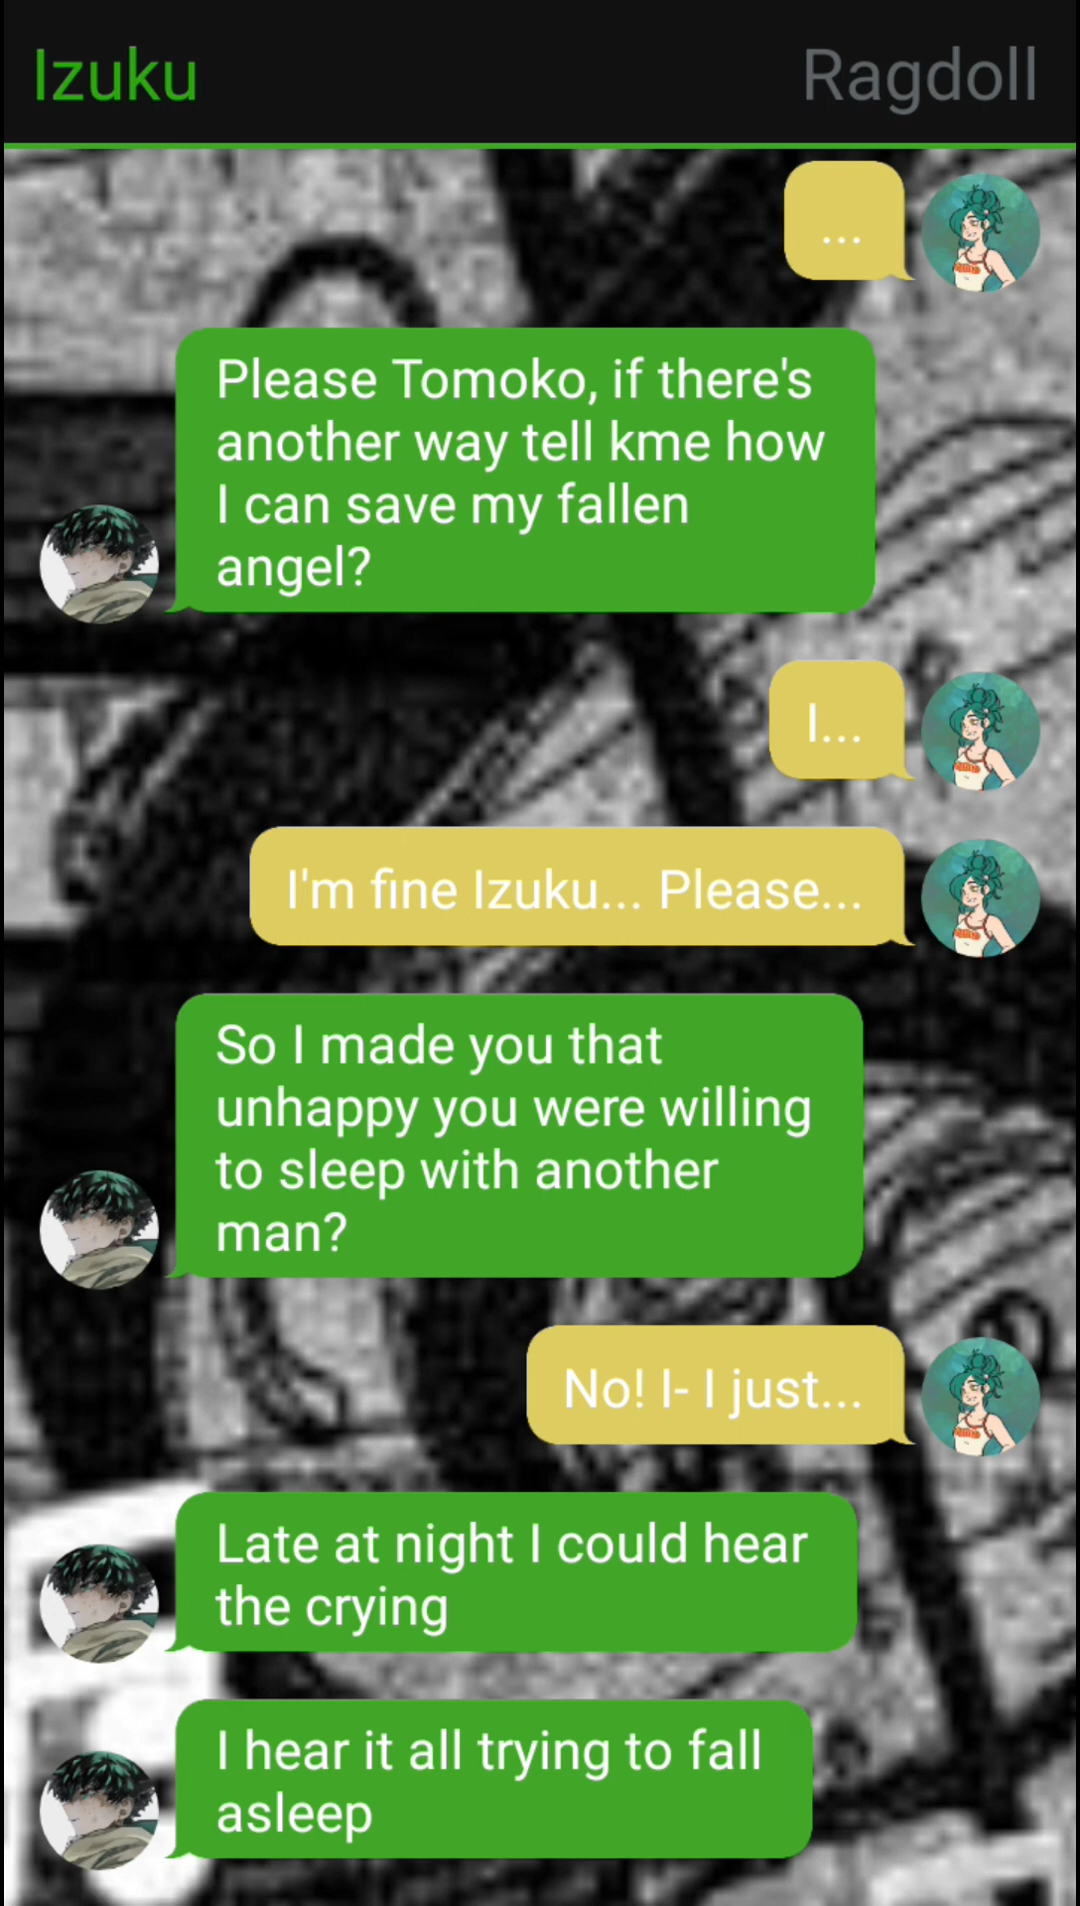 Izuku
Ragdoll
...
Please Tomoko, if there's
another way tell kme how
I can save my fallen
angel?
I...
I'm fine Izuku... Please...
So I made you that
unhappy you were willing
to sleep with another
man?
No! I- I just...
Late at night I could hear
the crying
I hear it all trying to fall
asleep